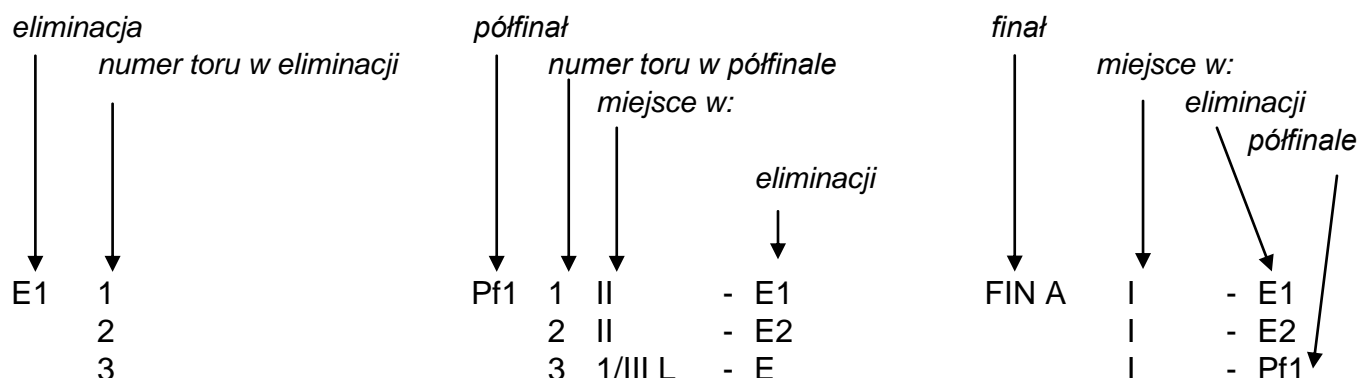 eliminacja półfinał finał
numer toru w eliminacji numer toru w półfinale miejsce w:
miejsce w: eliminacji
półfinale
eliminacji
E1 1 Pf1 1 II - E1 FIN A I - E1
2 2 II - E2 I - E2
3 3 1/III L - E I - Pf1